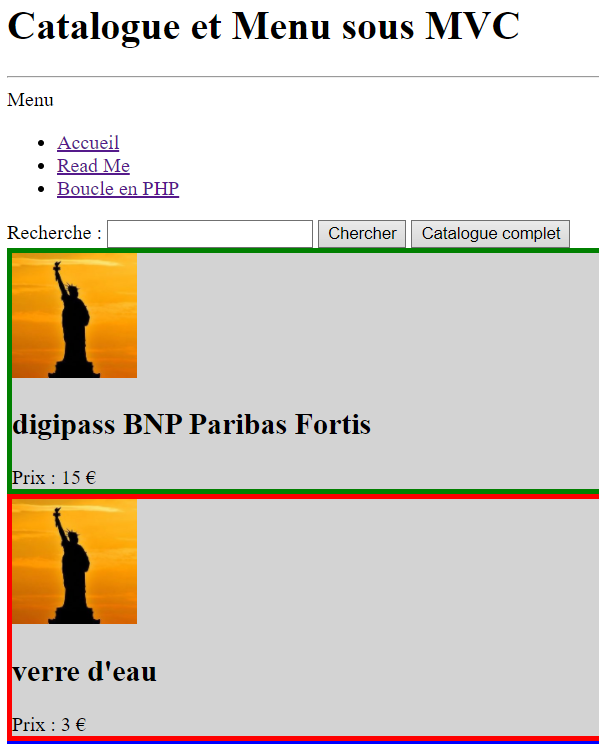 Catalogue et Menu sous MVC
Menu
Accueil
Read Me
Boucle en PHP
Recherche : Chercher Catalogue complet
digipass BNP Paribas Fortis
Prix : 15 €
verre d'eau
Prix : 3 €